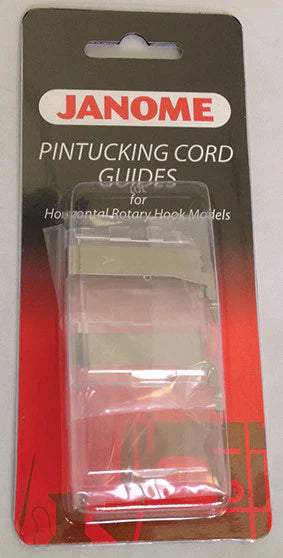 JANOME
PINTUCKING CORD
GUIDES
for
Horizontal Rotary Hook Models
A